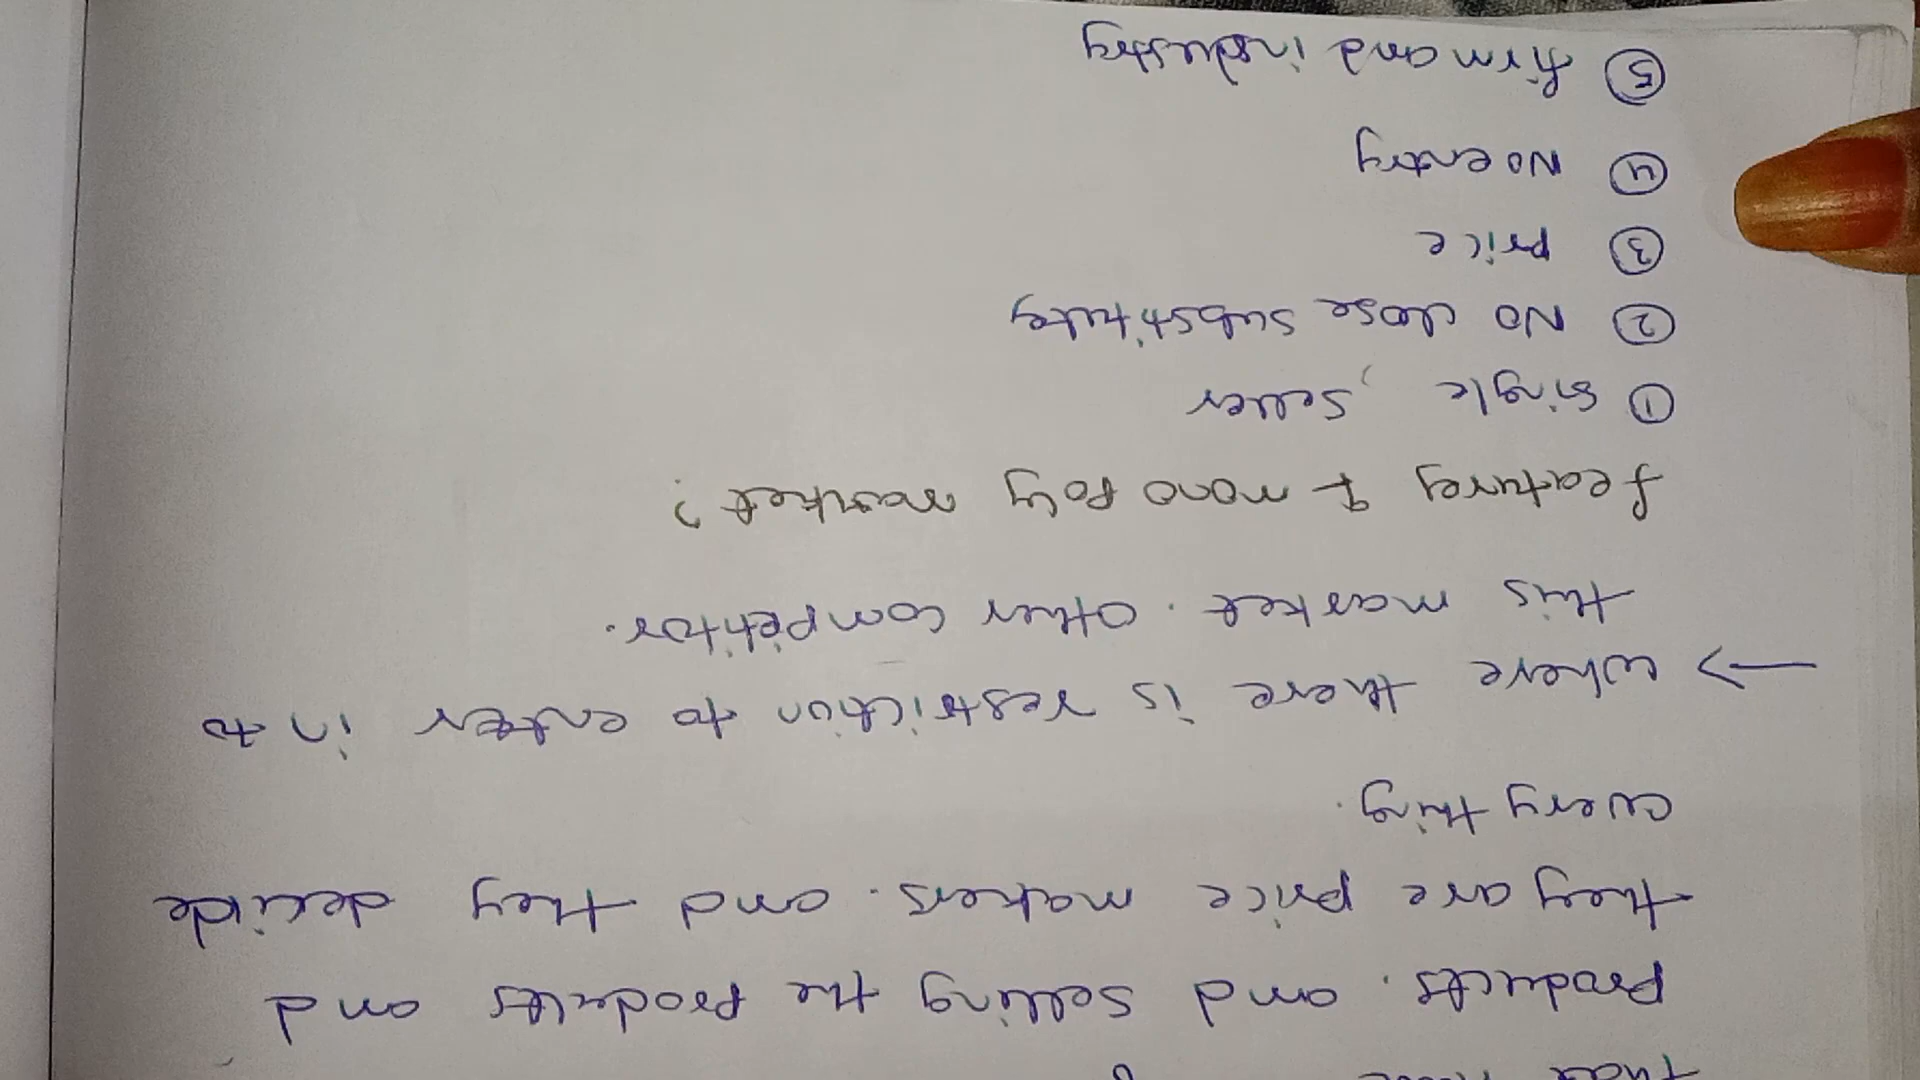 products. and selling the products and
they are price makers. and they decide
every thing.
→ where there is restriction to enter in to
this market. other competitor.
features of monopoly market?
① single, seller
② No close substitutes
③ price
④ No entry
⑤ firm and industry